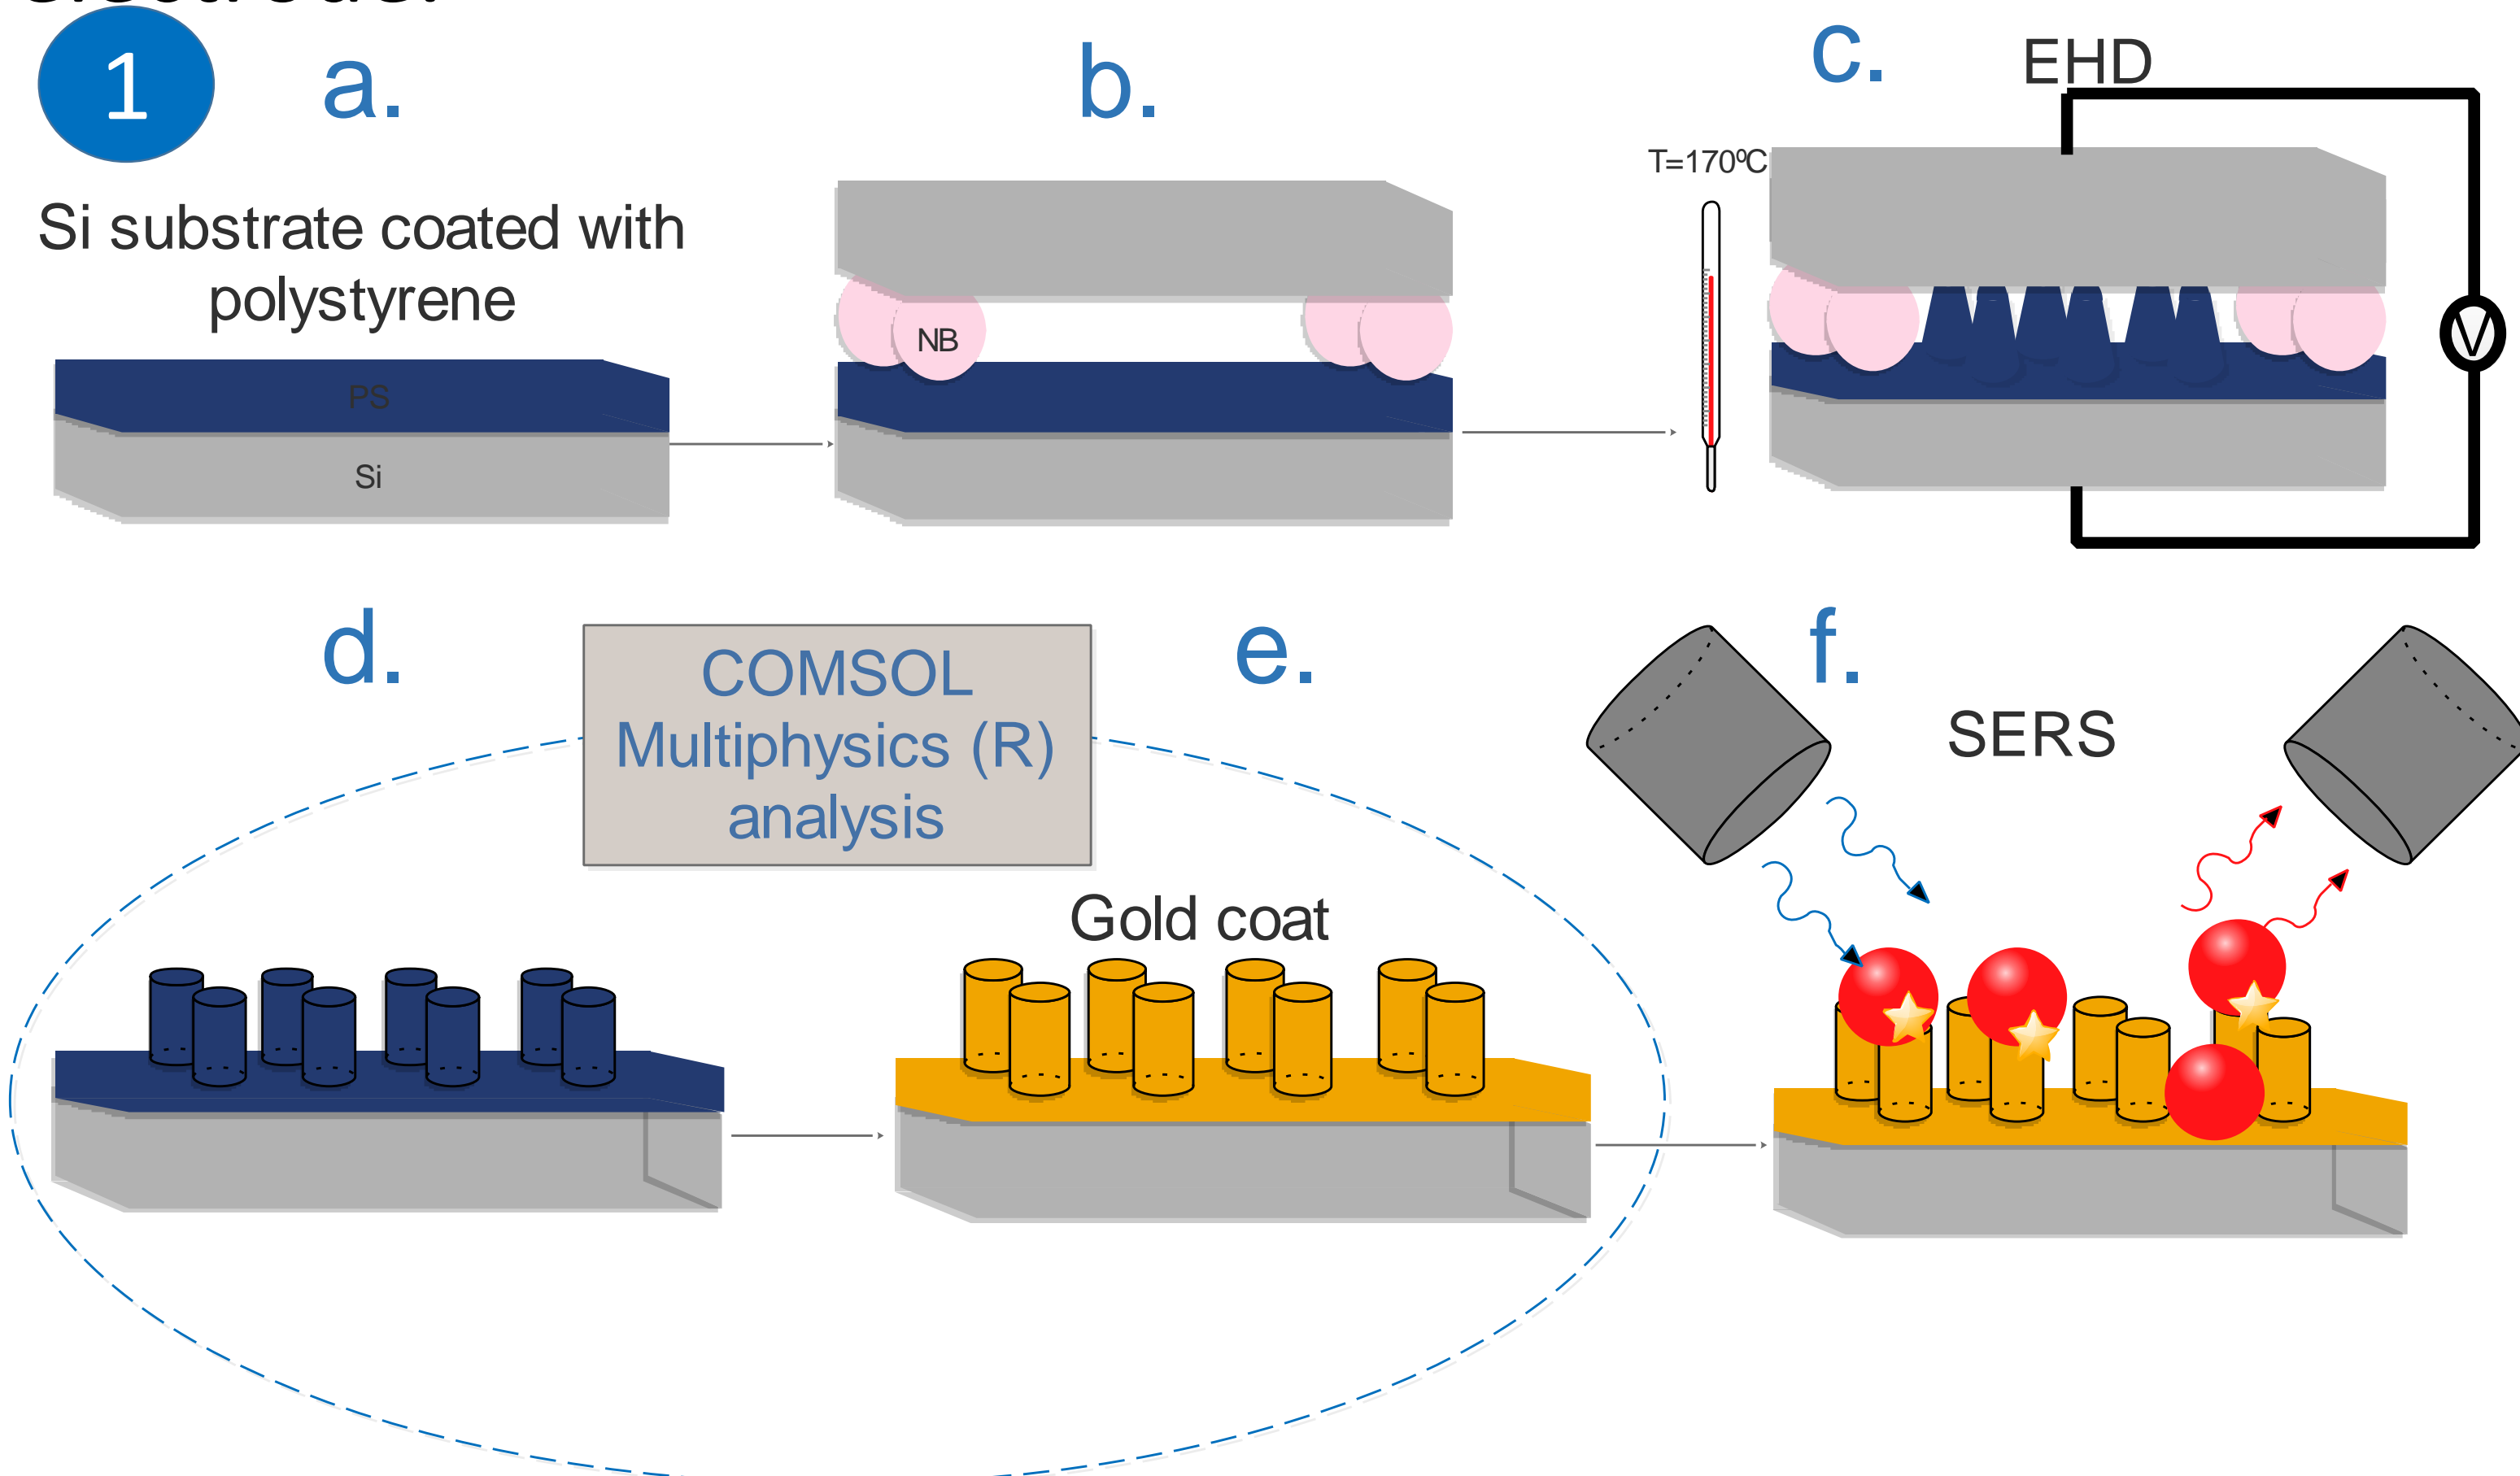 1
a.
b.
c.
EHD
T=170ºC
Si substrate coated with
polystyrene
PS
Si
NB
V
d.
COMSOL
Multiphysics (R)
analysis
e.
f.
SERS
Gold coat